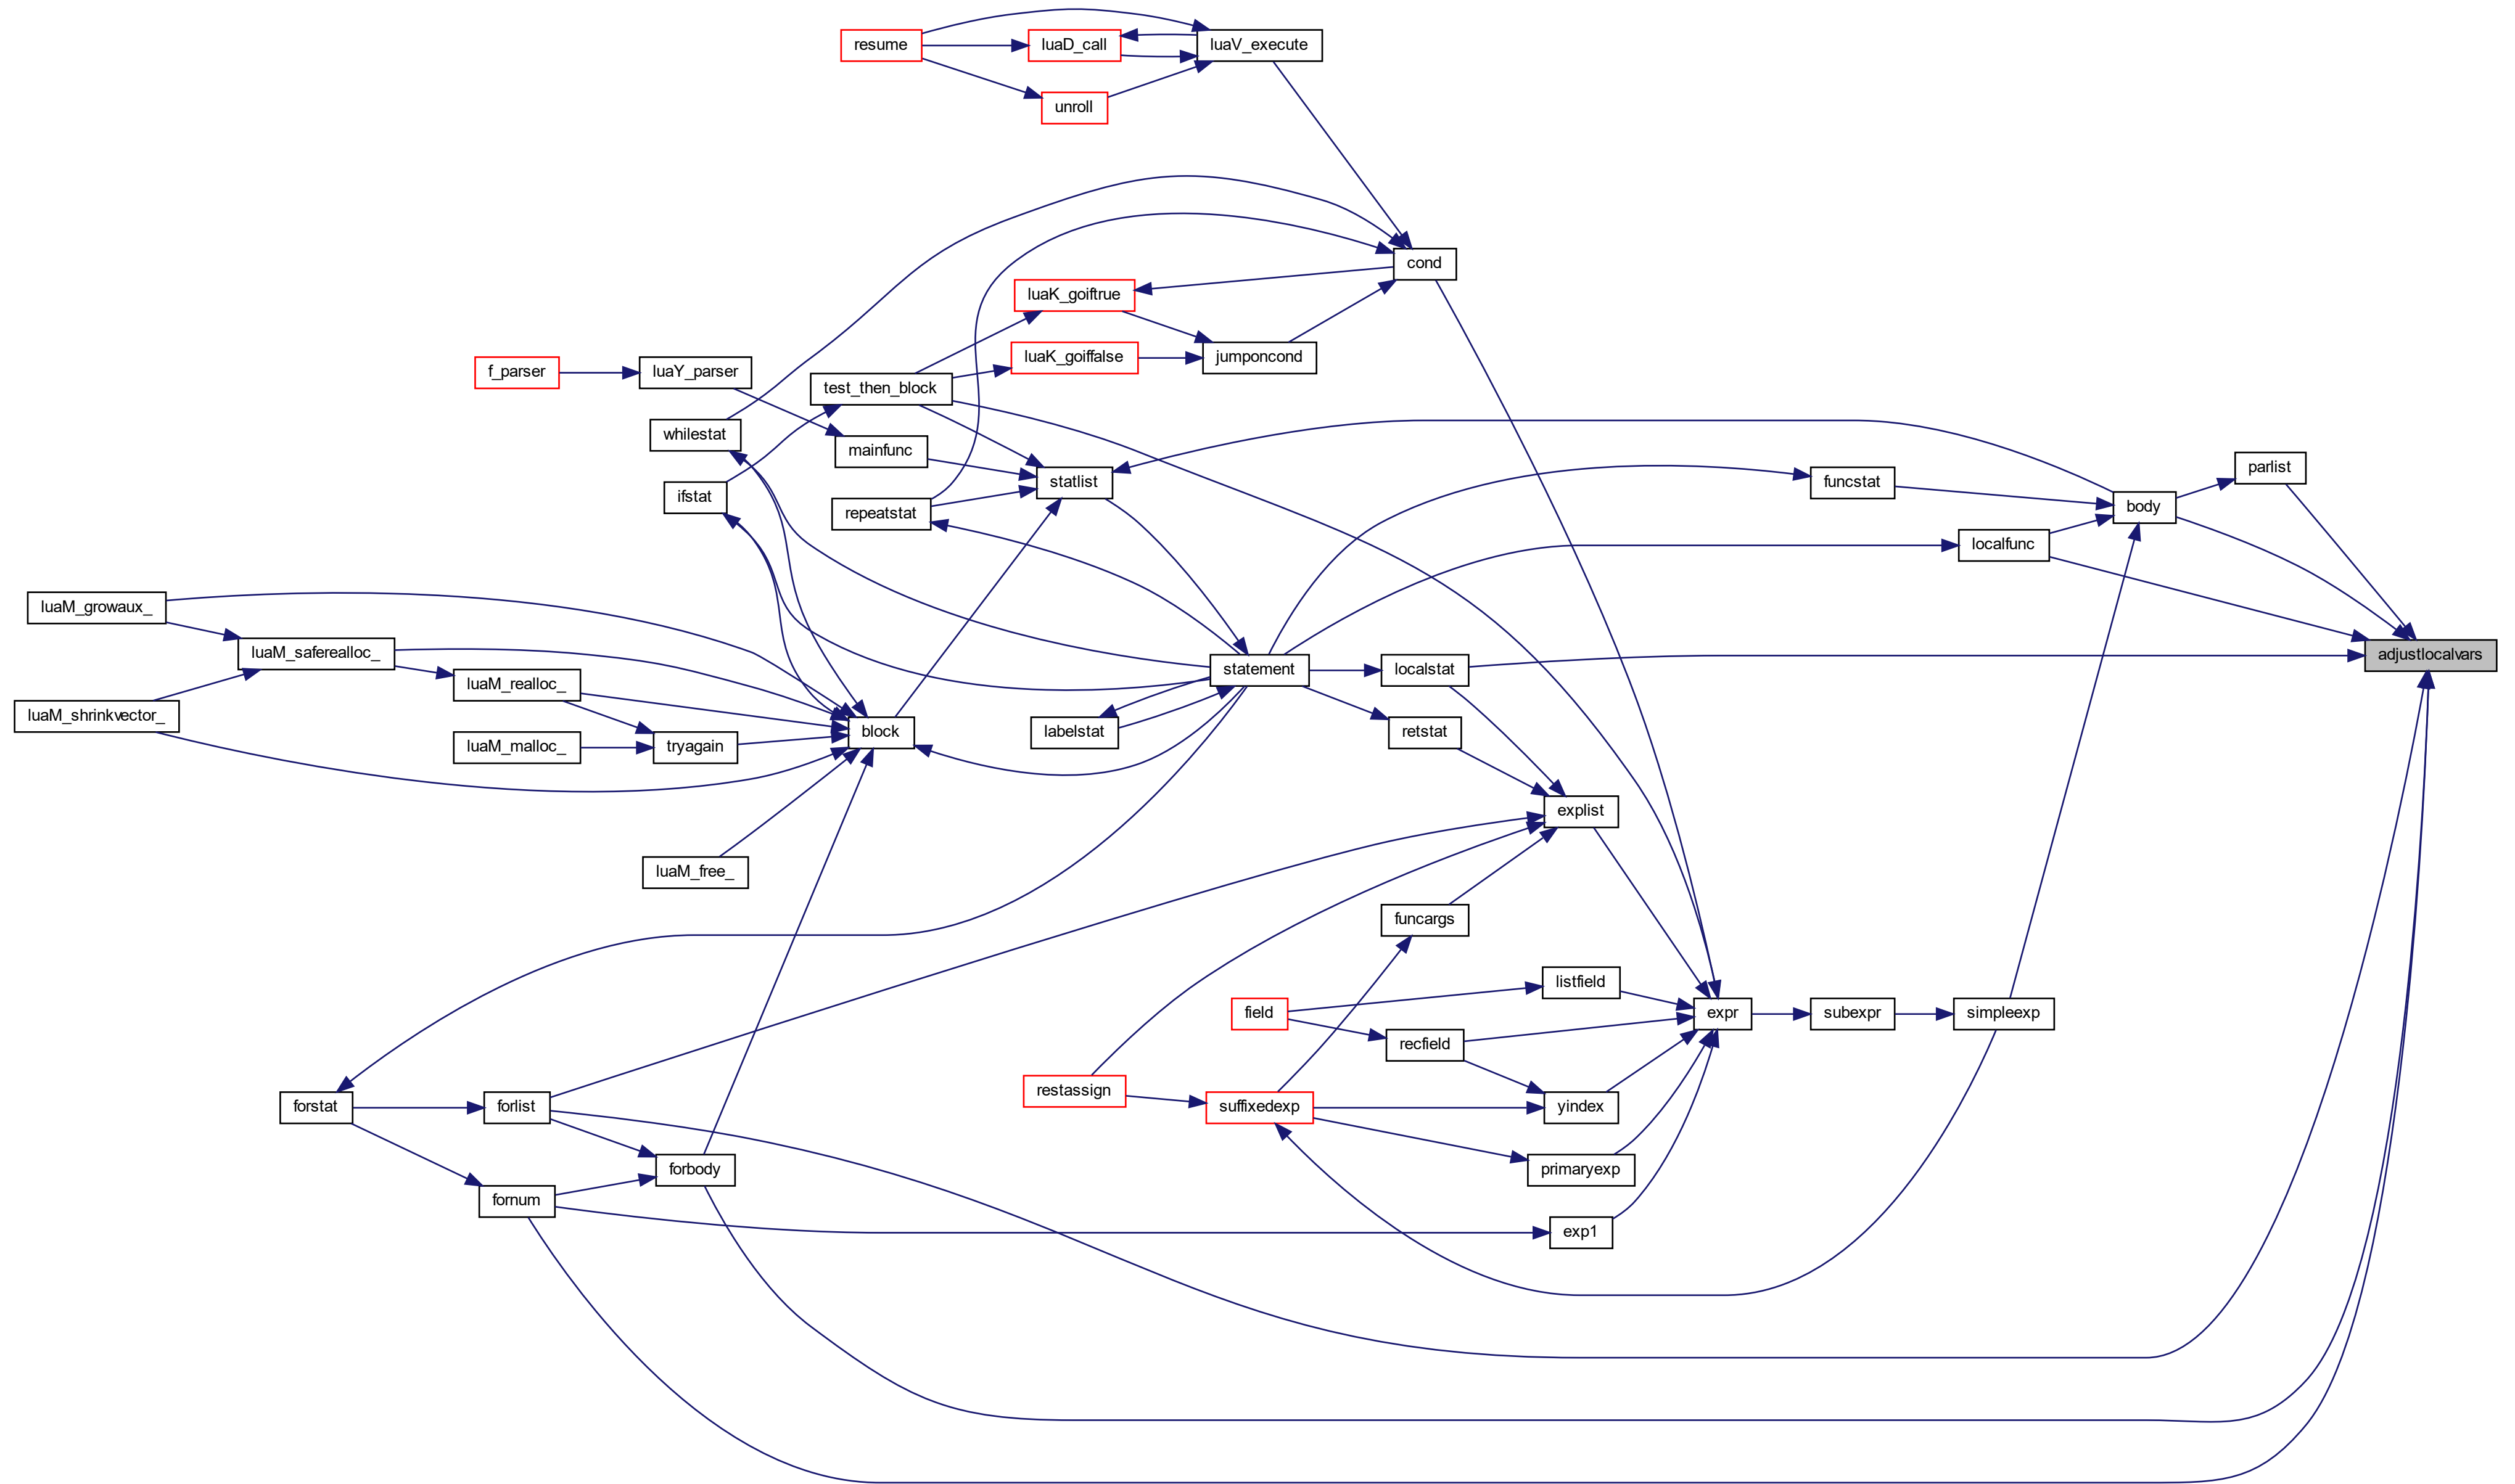 resume
luaD_call
luaV_execute
unroll
cond
luaK_goiftrue
luaK_goiffalse
jumponcond
f_parser
luaY_parser
test_then_block
whilestat
mainfunc
statlist
funcstat
parlist
ifstat
repeatstat
body
localfunc
luaM_growaux_
luaM_saferealloc_
luaM_realloc_
statement
localstat
adjustlocalvars
luaM_shrinkvector_
luaM_malloc_
tryagain
block
labelstat
retstat
explist
luaM_free_
funcargs
listfield
field
expr
subexpr
simpleexp
recfield
restassign
suffixedexp
yindex
forstat
forlist
forbody
primaryexp
fornum
exp1